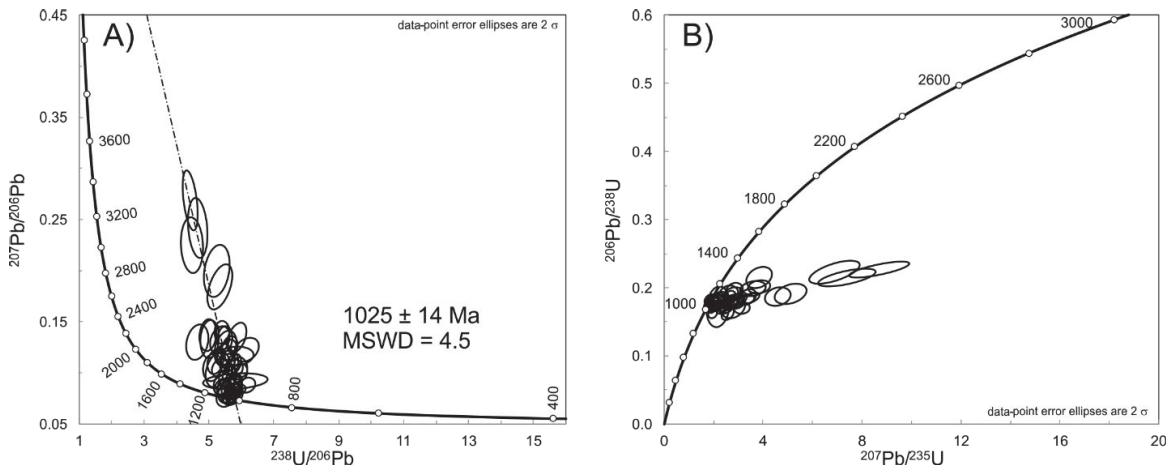 A)
data-point error ellipses are 2 σ
0.45
0.35
0.25
0.15
0.05
²⁰⁷Pb/²⁰⁶Pb
3600
3200
2800
2400
2000
1600
1200
800
400
1025 ± 14 Ma
MSWD = 4.5
1 3 5 7 9 11 13 15
²³⁸U/²⁰⁶Pb
B)
0.6
0.5
0.4
0.3
0.2
0.1
0.0
²⁰⁶Pb/²³⁸U
3000
2600
2200
1800
1400
1000
data-point error ellipses are 2 σ
0 4 8 12 16 20
²⁰⁷Pb/²³⁵U